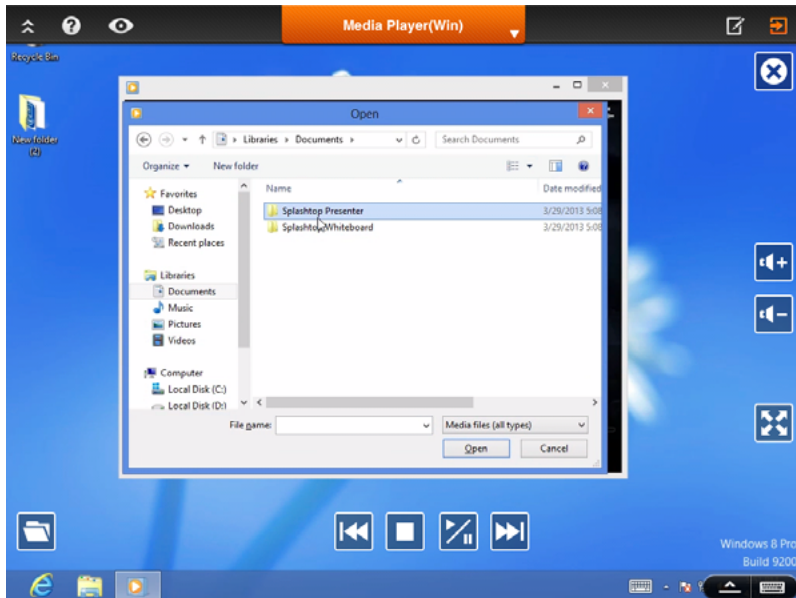 Media Player(Win)
Recycle Bin
New folder
(2)
Open
Libraries
Documents
Search Documents
Organize
New folder
Name
Date modified
Favorites
Desktop
Downloads
Recent places
Splashtop Presenter
3/29/2013 5:08
Splashtop Whiteboard
3/29/2013 5:08
Libraries
Documents
Music
Pictures
Videos
Computer
Local Disk (C:)
Local Disk (D:)
File name:
Media files (all types)
Open
Cancel
Windows 8 Pro
Build 9200